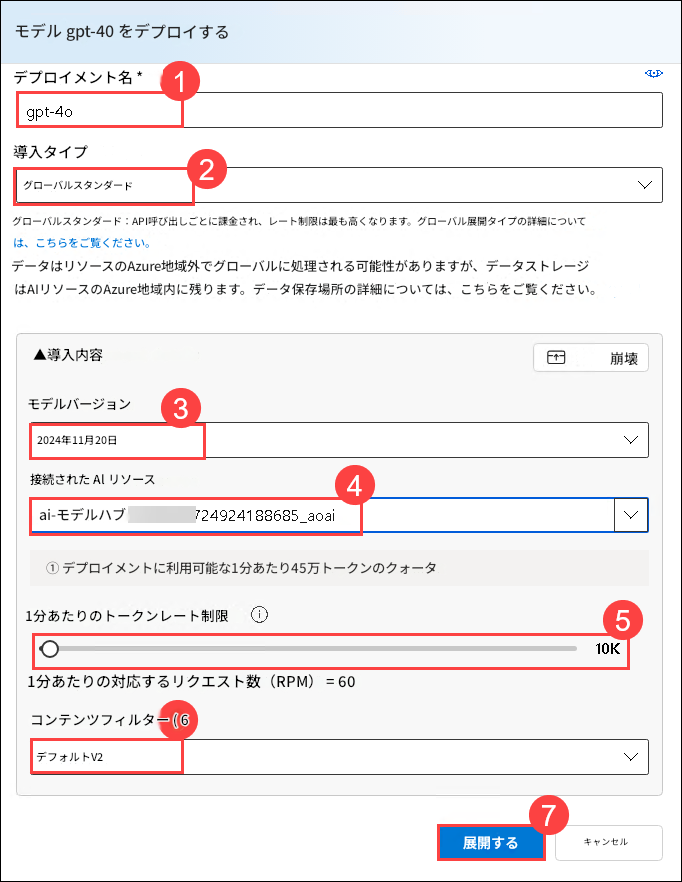 モデル gpt-40 をデプロイする
デプロイメント名 *
1
gpt-4o
導入タイプ
2
グローバルスタンダード
グローバルスタンダード：API呼び出しごとに課金され、レート制限は最も高くなります。グローバル展開タイプの詳細について
は、こちらをご覧ください。
データはリソースのAzure地域外でグローバルに処理される可能性がありますが、データストレージ
はAIリソースのAzure地域内に残ります。データ保存場所の詳細については、こちらをご覧ください。
▲導入内容
崩壊
モデルバージョン
3
2024年11月20日
接続された Al リソース
4
ai-モデルハブ 724924188685_aoai
① デプロイメントに利用可能な1分あたり45万トークンのクォータ
1分あたりのトークンレート制限
5
10K
1分あたりの対応するリクエスト数（RPM） = 60
コンテンツフィルター (6
デフォルトV2
7
展開する
キャンセル